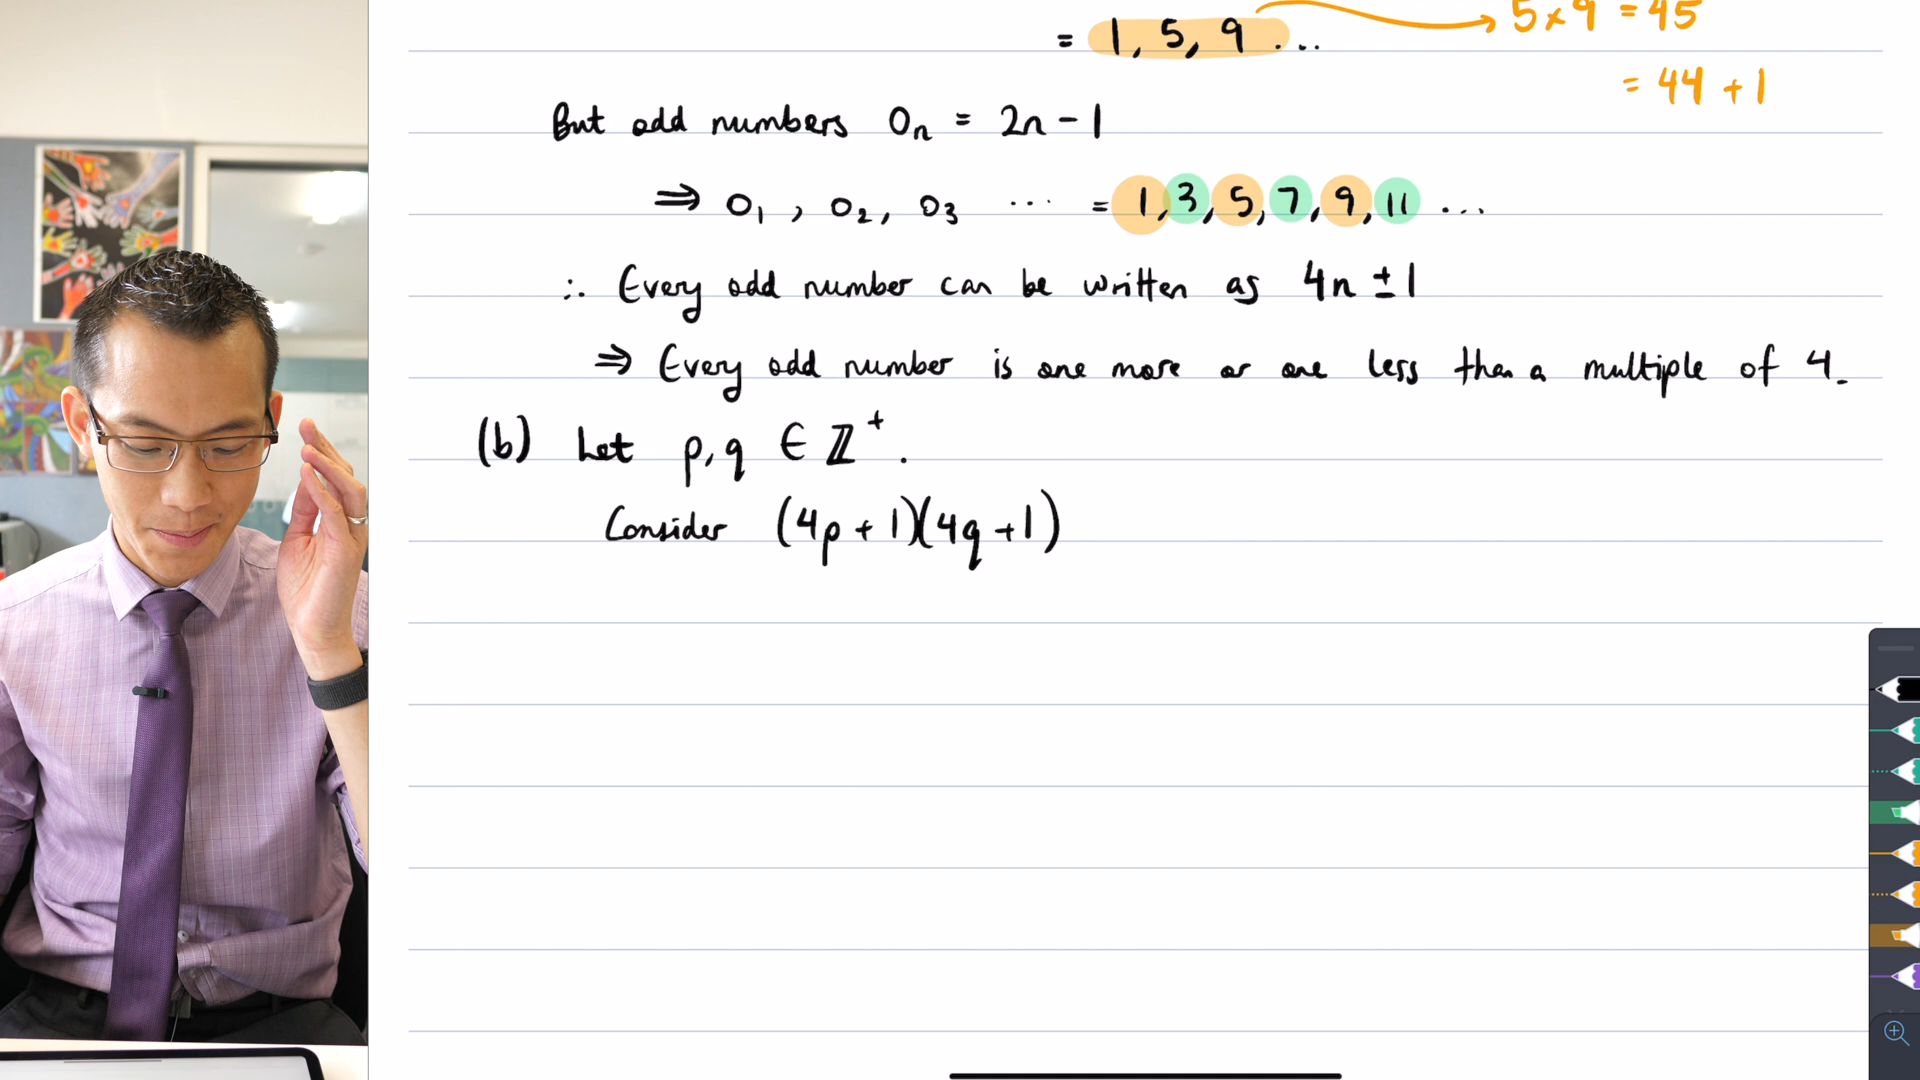 = 1, 5, 9 ... 5 × 9 = 45
= 44 + 1
But odd numbers Oₙ = 2n - 1
⇒ O₁, O₂, O₃ ... = 1, 3, 5, 7, 9, 11 ...
∴ Every odd number can be written as 4n ± 1
⇒ Every odd number is one more or one less than a multiple of 4.
(b) Let p, q ∈ ℤ⁺.
Consider (4p + 1)(4q + 1)